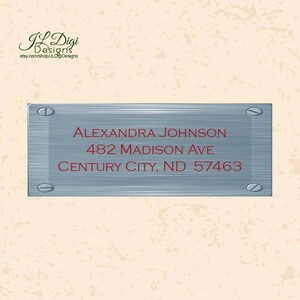 JL Digi
Designs
etsy.com/shop/JLDigiDesigns
Alexandra Johnson
482 Madison Ave
Century City, ND 57463